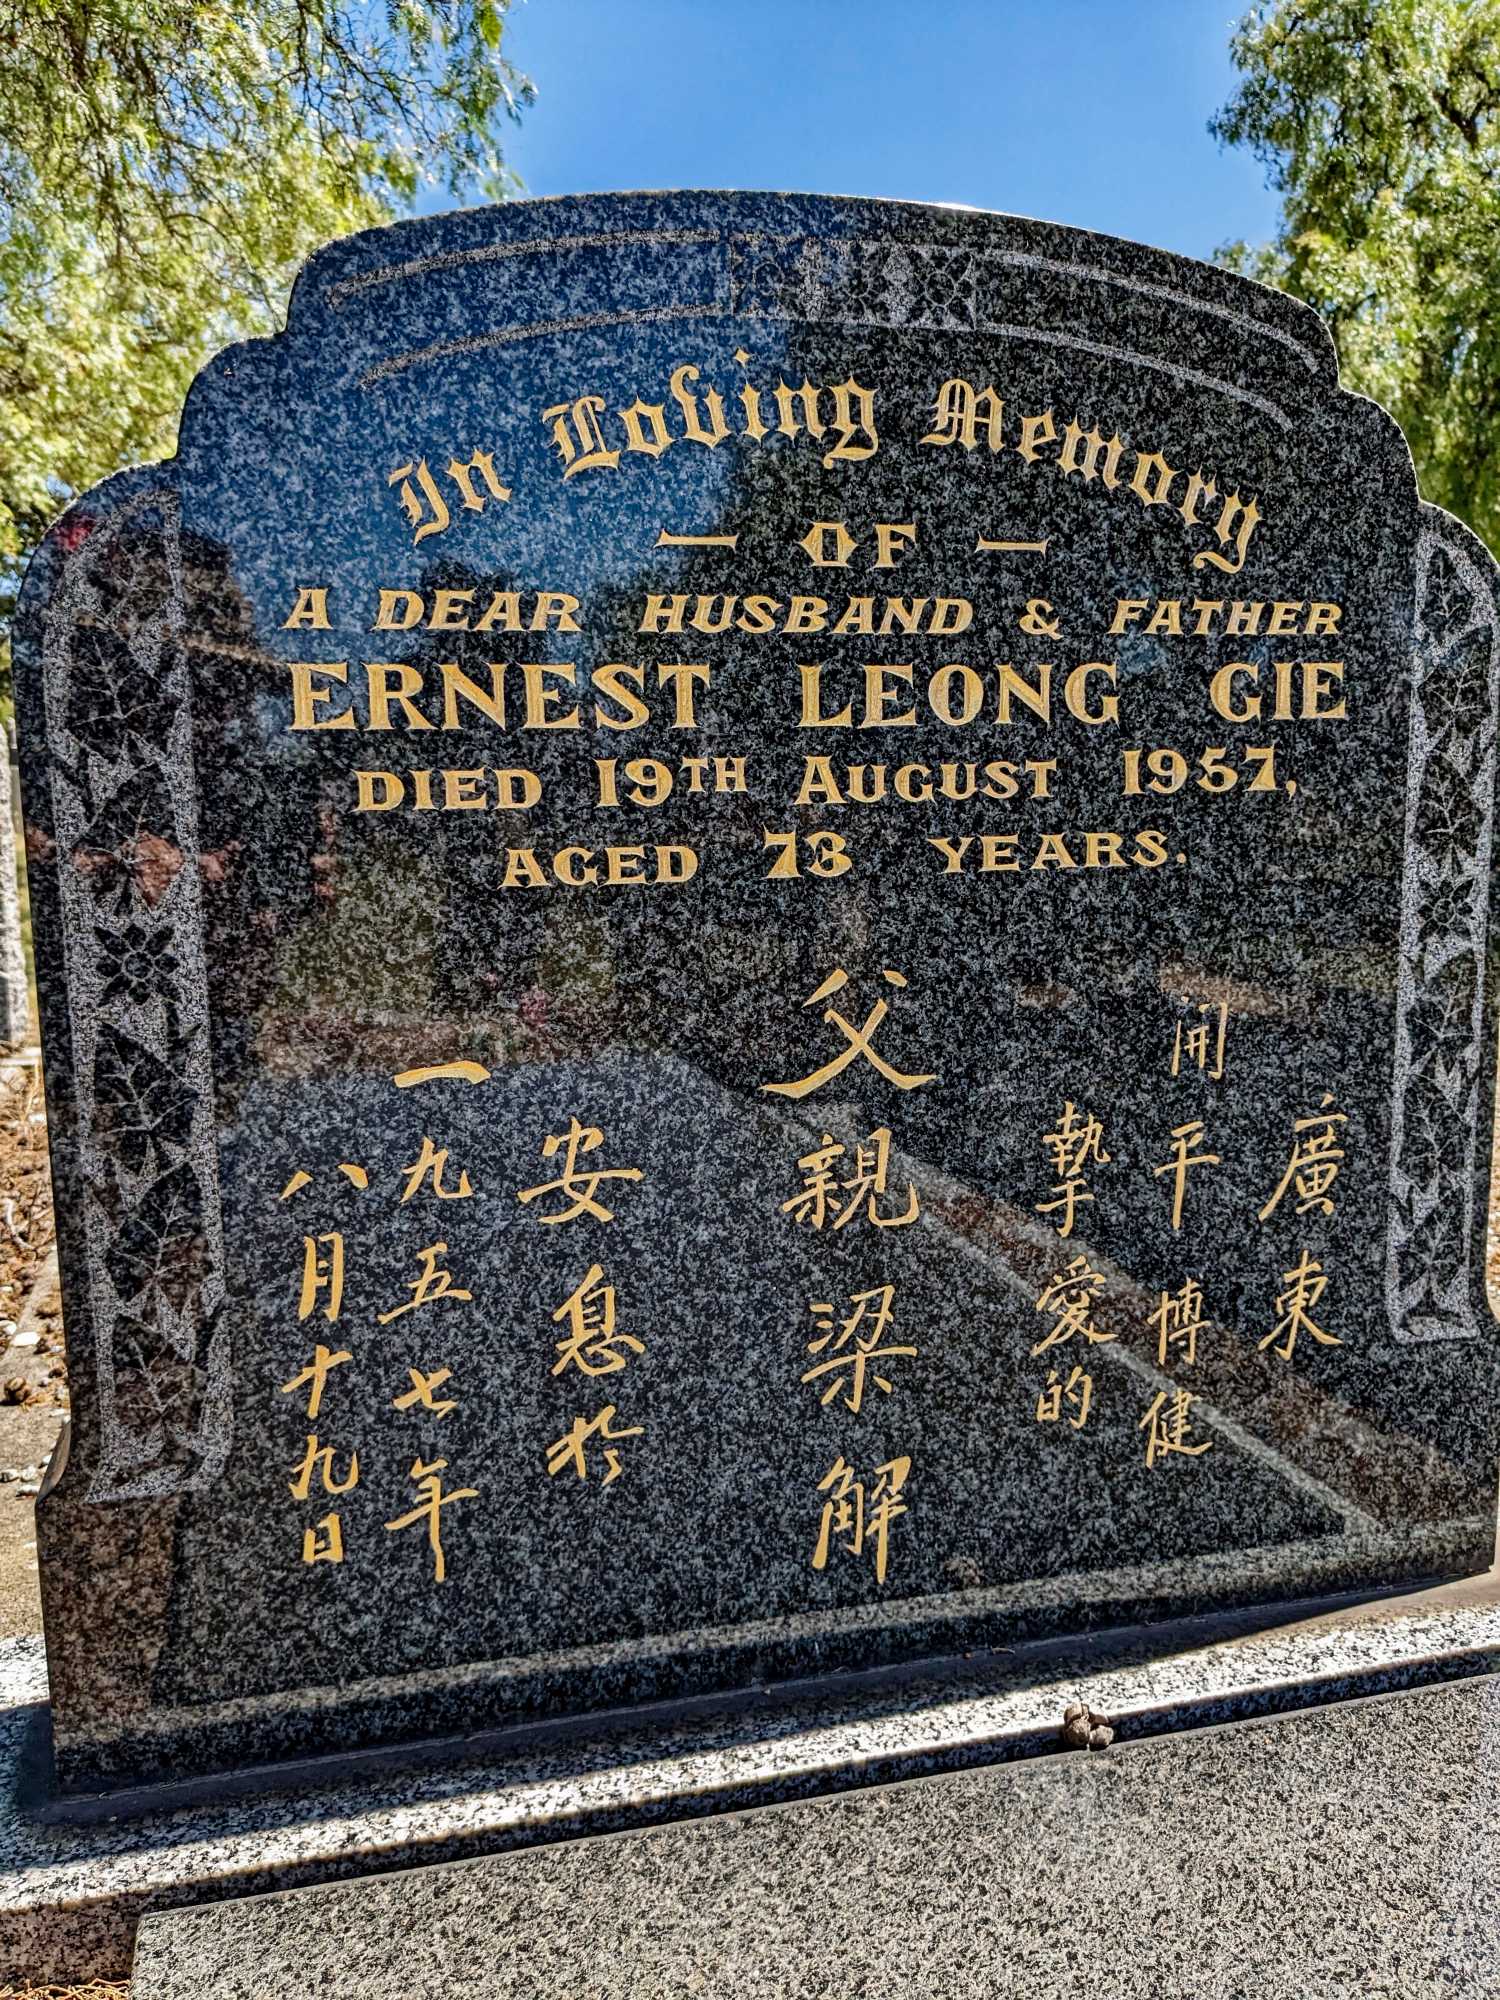 In Loving Memory
— OF —
A DEAR HUSBAND & FATHER
ERNEST LEONG GIE
DIED 19TH AUGUST 1957,
AGED 73 YEARS.
廣東
開平博健
摯愛的
父親梁解
安息於
一九五七年
八月十九日